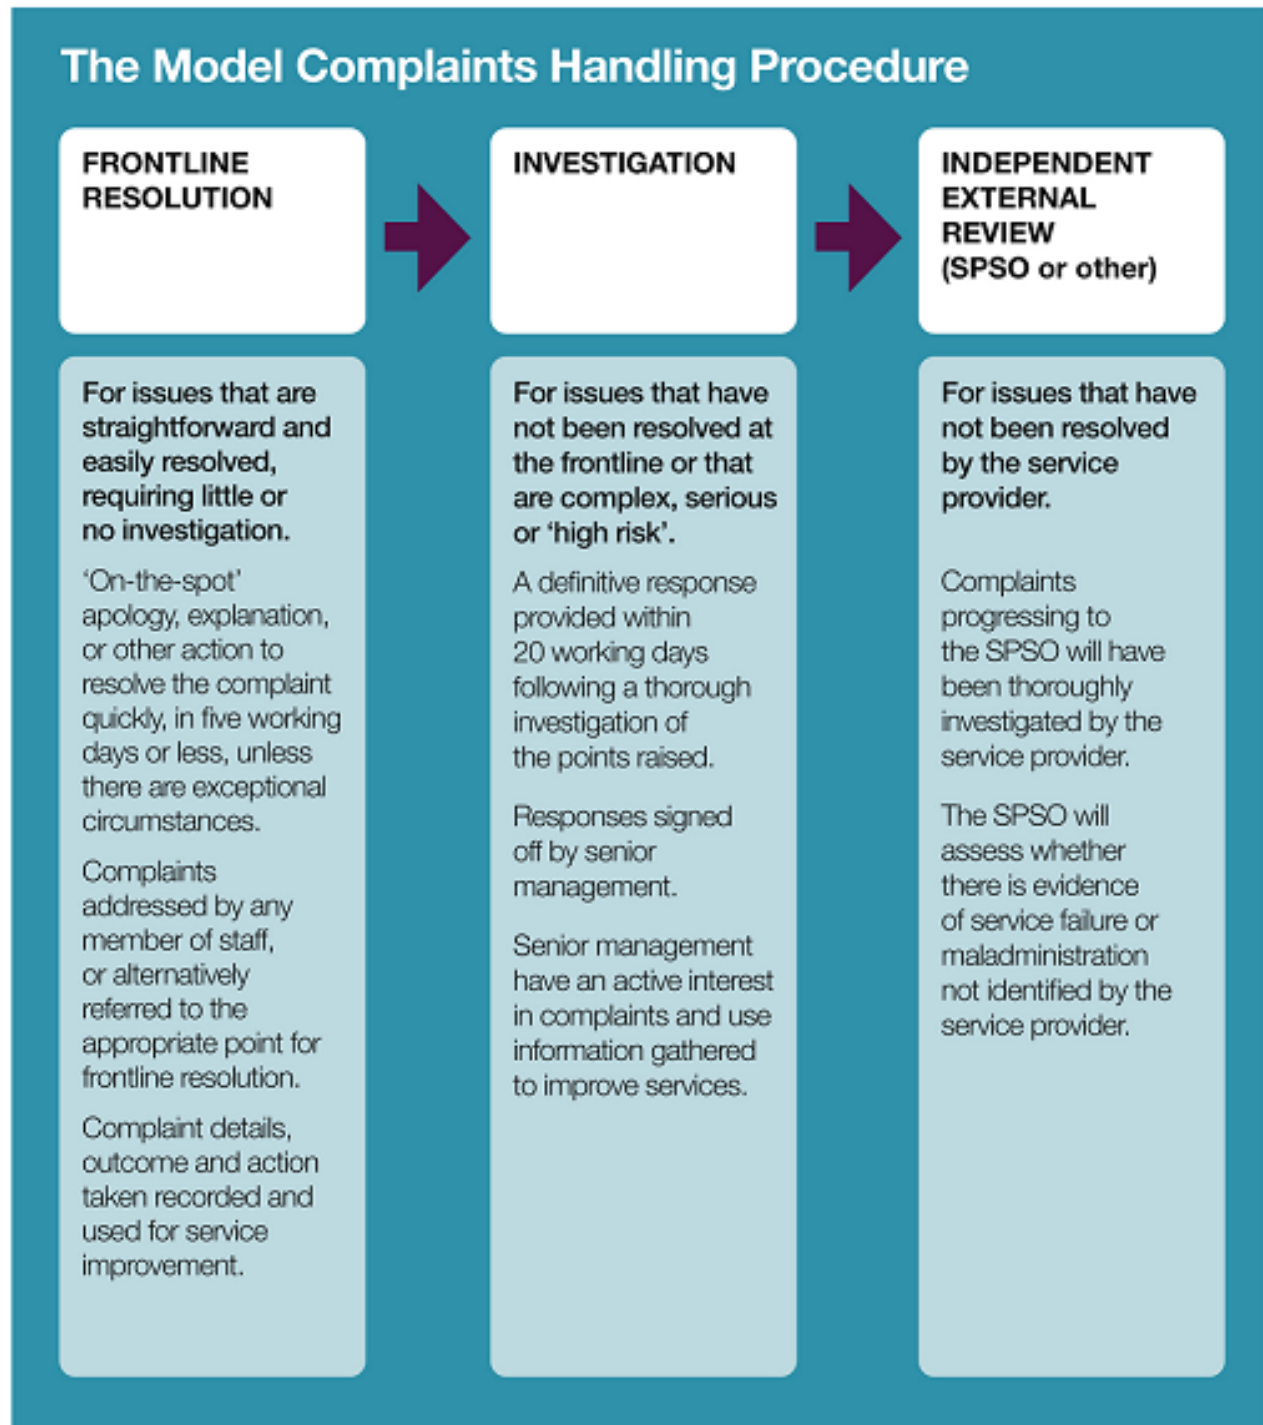 The Model Complaints Handling Procedure
FRONTLINE
RESOLUTION
INVESTIGATION
INDEPENDENT
EXTERNAL
REVIEW
(SPSO or other)
For issues that are
straightforward and
easily resolved,
requiring little or
no investigation.
‘On-the-spot’
apology, explanation,
or other action to
resolve the complaint
quickly, in five working
days or less, unless
there are exceptional
circumstances.
Complaints
addressed by any
member of staff,
or alternatively
referred to the
appropriate point for
frontline resolution.
Complaint details,
outcome and action
taken recorded and
used for service
improvement.
For issues that have
not been resolved at
the frontline or that
are complex, serious
or ‘high risk’.
A definitive response
provided within
20 working days
following a thorough
investigation of
the points raised.
Responses signed
off by senior
management.
Senior management
have an active interest
in complaints and use
information gathered
to improve services.
For issues that have
not been resolved
by the service
provider.
Complaints
progressing to
the SPSO will have
been thoroughly
investigated by the
service provider.
The SPSO will
assess whether
there is evidence
of service failure or
maladministration
not identified by the
service provider.